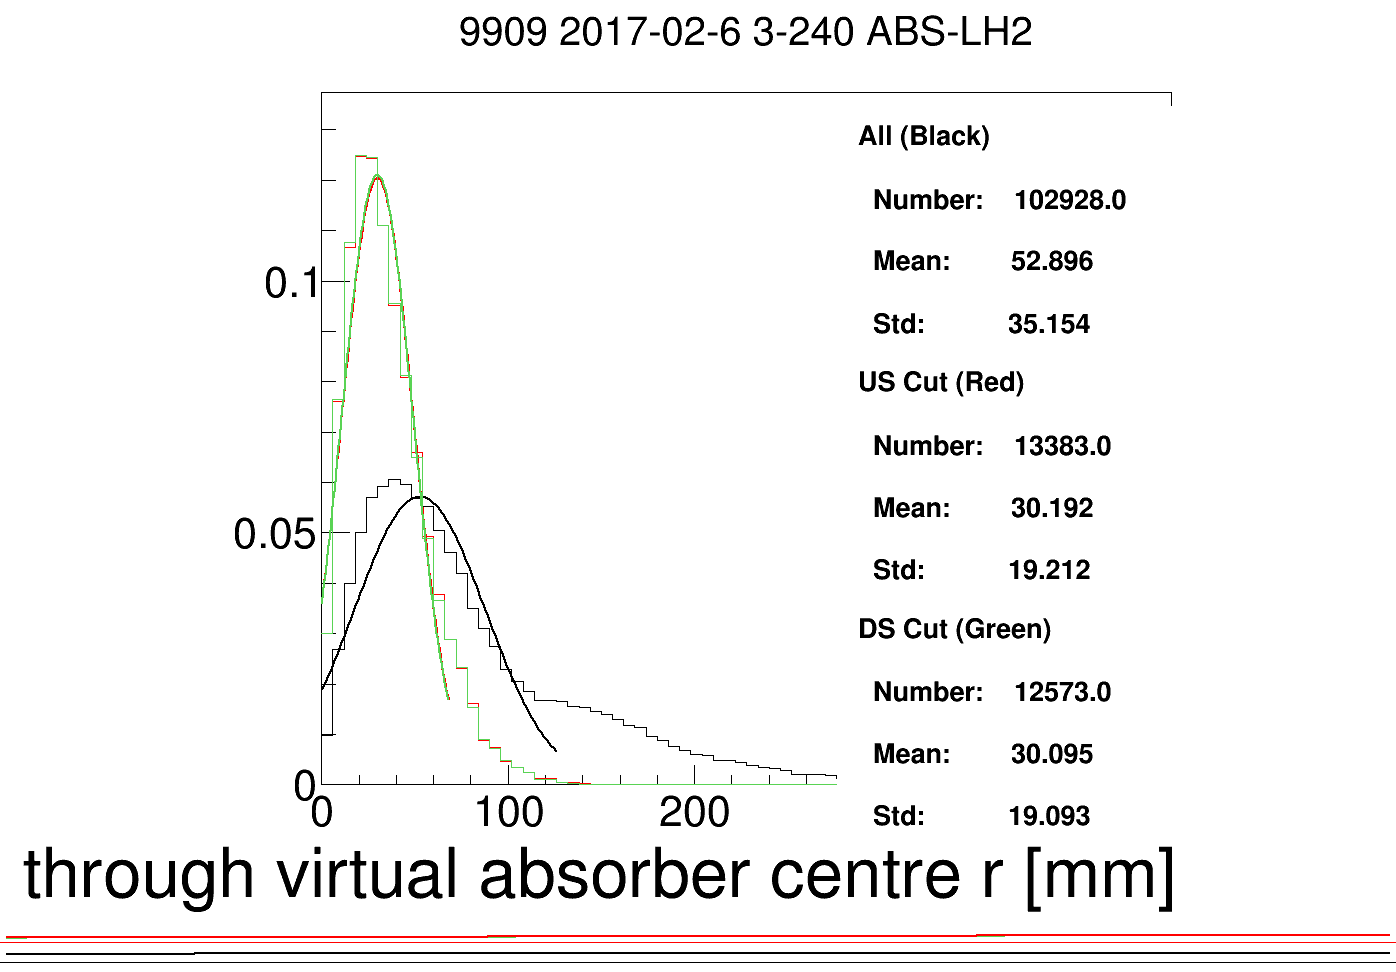 9909 2017-02-6 3-240 ABS-LH2
All (Black)
Number: 102928.0
Mean: 52.896
Std: 35.154
US Cut (Red)
Number: 13383.0
Mean: 30.192
Std: 19.212
DS Cut (Green)
Number: 12573.0
Mean: 30.095
Std: 19.093
0.1
0.05
0
0 100 200
through virtual absorber centre r [mm]